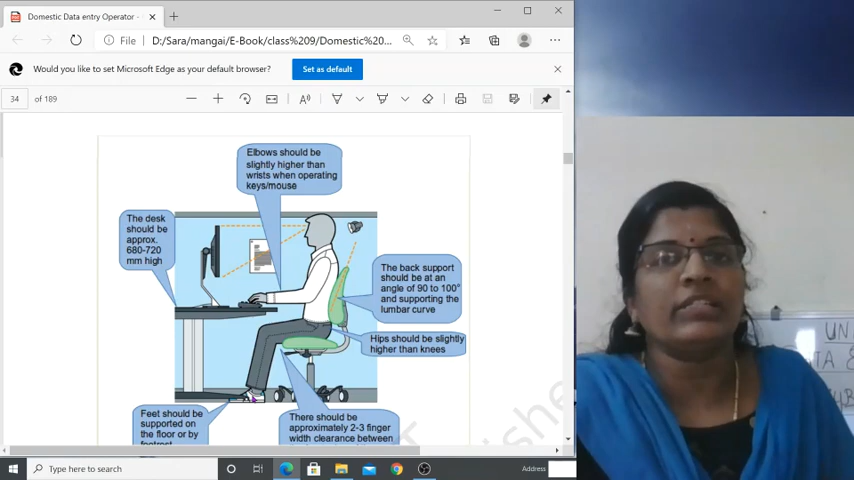 Domestic Data entry Operator -
File
D:/Sara/mangai/E-Book/class%209/Domestic%20...
Would you like to set Microsoft Edge as your default browser?
Set as default
34
of 189
Elbows should be
slightly higher than
wrists when operating
keys/mouse
The desk
should be
approx.
680-720
mm high
The back support
should be at an
angle of 90 to 100°
and supporting the
lumbar curve
Hips should be slightly
higher than knees
Feet should be
supported on
the floor or by
There should be
approximately 2-3 finger
width clearance between
UN
Type here to search
Address